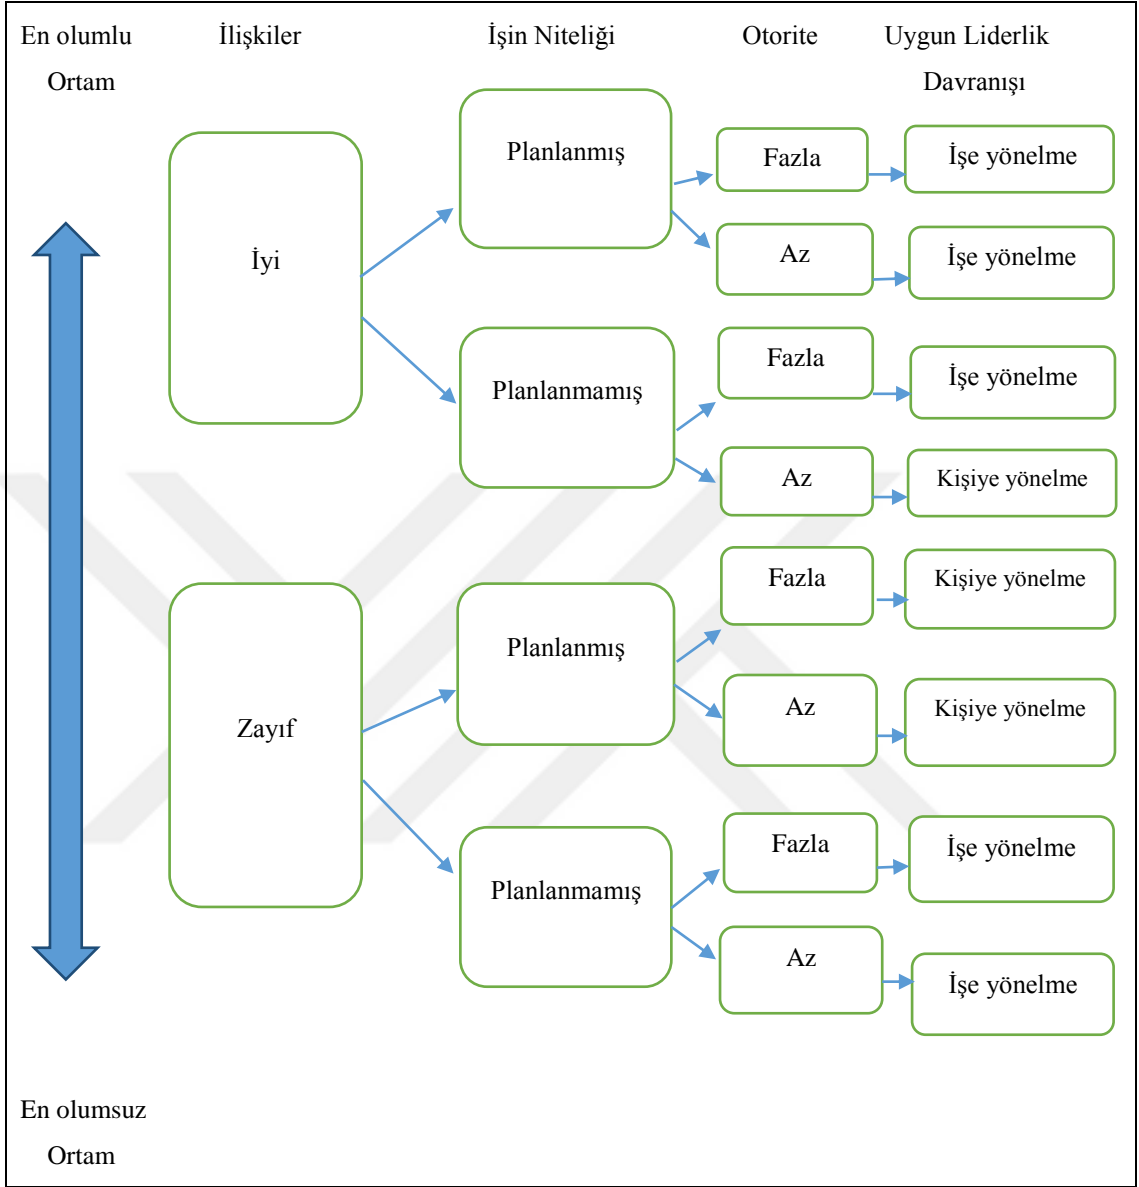 En olumlu
Ortam
İlişkiler
İşin Niteliği
Otorite
Uygun Liderlik
Davranışı
İyi
Planlanmış
Fazla
İşe yönelme
Az
İşe yönelme
Planlanmamış
Fazla
İşe yönelme
Az
Kişiye yönelme
Zayıf
Planlanmış
Fazla
Kişiye yönelme
Az
Kişiye yönelme
Planlanmamış
Fazla
İşe yönelme
Az
İşe yönelme
En olumsuz
Ortam